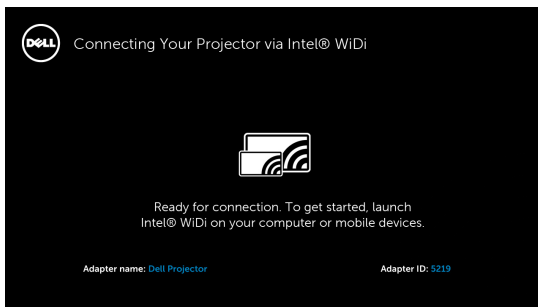 DELL
Connecting Your Projector via Intel® WiDi
Ready for connection. To get started, launch
Intel® WiDi on your computer or mobile devices.
Adapter name: Dell Projector Adapter ID: 5219